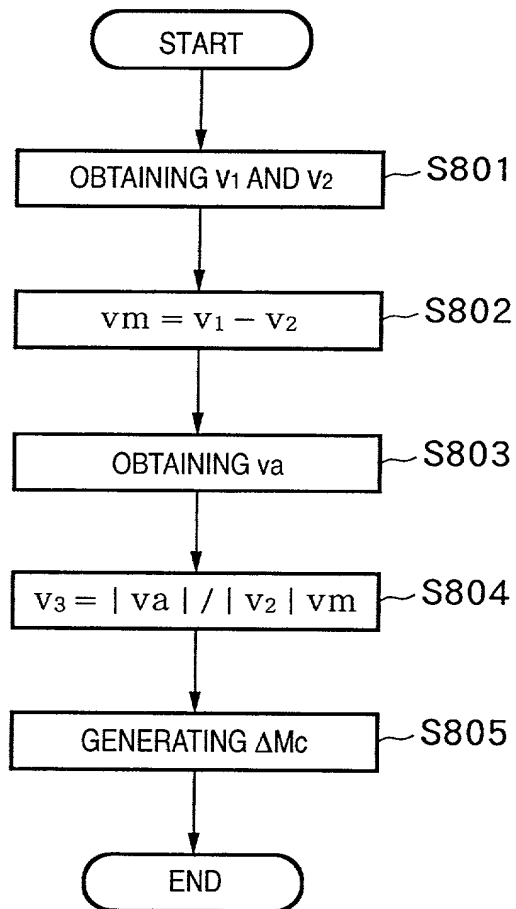 START
OBTAINING v₁ AND v₂ S801
vm = v₁ − v₂ S802
OBTAINING va S803
v₃ = | va | / | v₂ | vm S804
GENERATING ΔMc S805
END